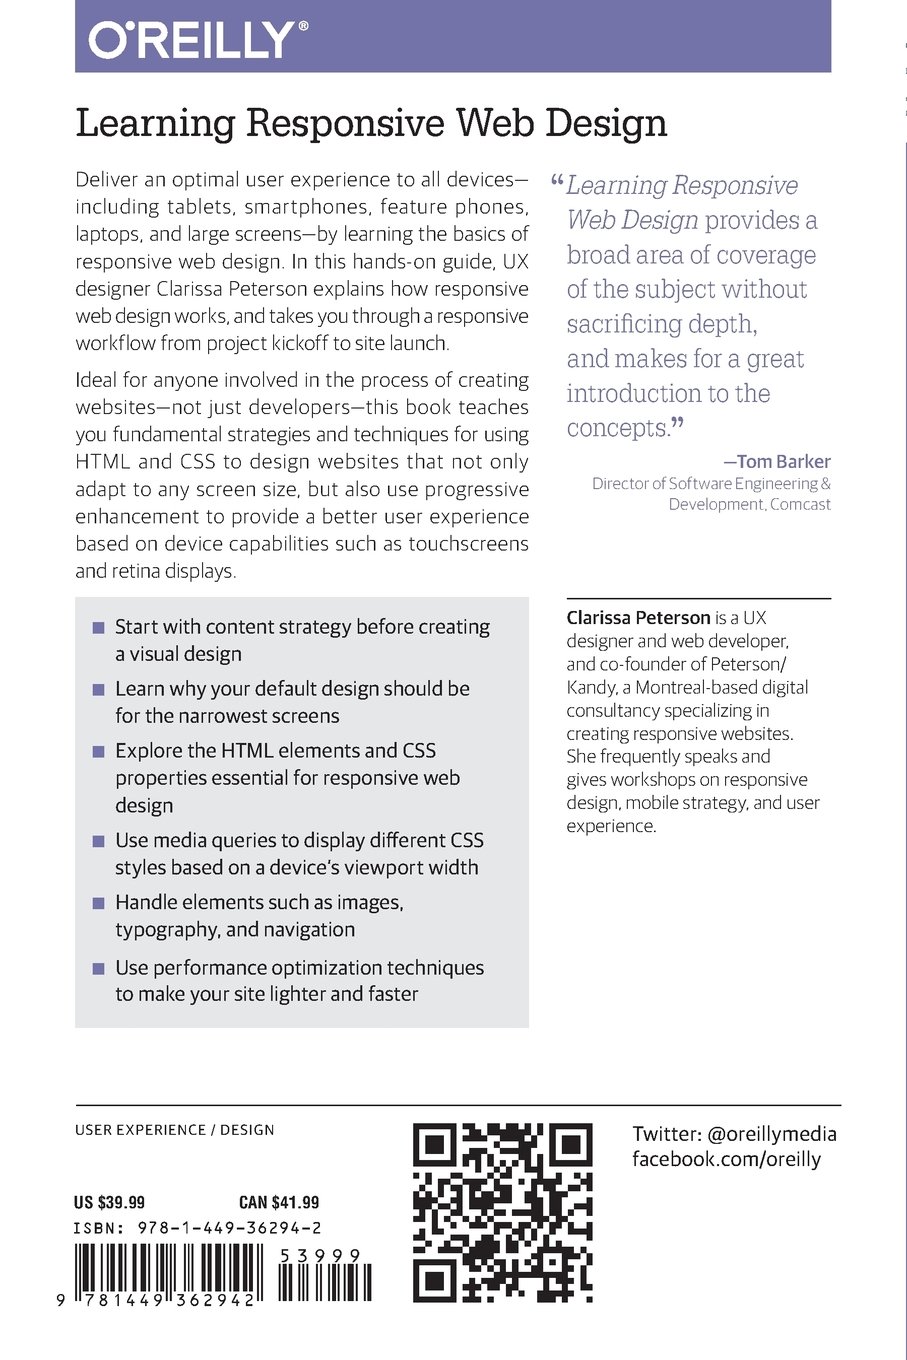 O'REILLY®
Learning Responsive Web Design
Deliver an optimal user experience to all devices—
including tablets, smartphones, feature phones,
laptops, and large screens—by learning the basics of
responsive web design. In this hands-on guide, UX
designer Clarissa Peterson explains how responsive
web design works, and takes you through a responsive
workflow from project kickoff to site launch.
Ideal for anyone involved in the process of creating
websites—not just developers—this book teaches
you fundamental strategies and techniques for using
HTML and CSS to design websites that not only
adapt to any screen size, but also use progressive
enhancement to provide a better user experience
based on device capabilities such as touchscreens
and retina displays.
■ Start with content strategy before creating
a visual design
■ Learn why your default design should be
for the narrowest screens
■ Explore the HTML elements and CSS
properties essential for responsive web
design
■ Use media queries to display different CSS
styles based on a device's viewport width
■ Handle elements such as images,
typography, and navigation
■ Use performance optimization techniques
to make your site lighter and faster
“Learning Responsive
Web Design provides a
broad area of coverage
of the subject without
sacrificing depth,
and makes for a great
introduction to the
concepts.”
—Tom Barker
Director of Software Engineering &
Development, Comcast
Clarissa Peterson is a UX
designer and web developer,
and co-founder of Peterson/
Kandy, a Montreal-based digital
consultancy specializing in
creating responsive websites.
She frequently speaks and
gives workshops on responsive
design, mobile strategy, and user
experience.
USER EXPERIENCE / DESIGN
US $39.99 CAN $41.99
ISBN: 978-1-449-36294-2
53999
9 781449 362942
Twitter: @oreillymedia
facebook.com/oreilly